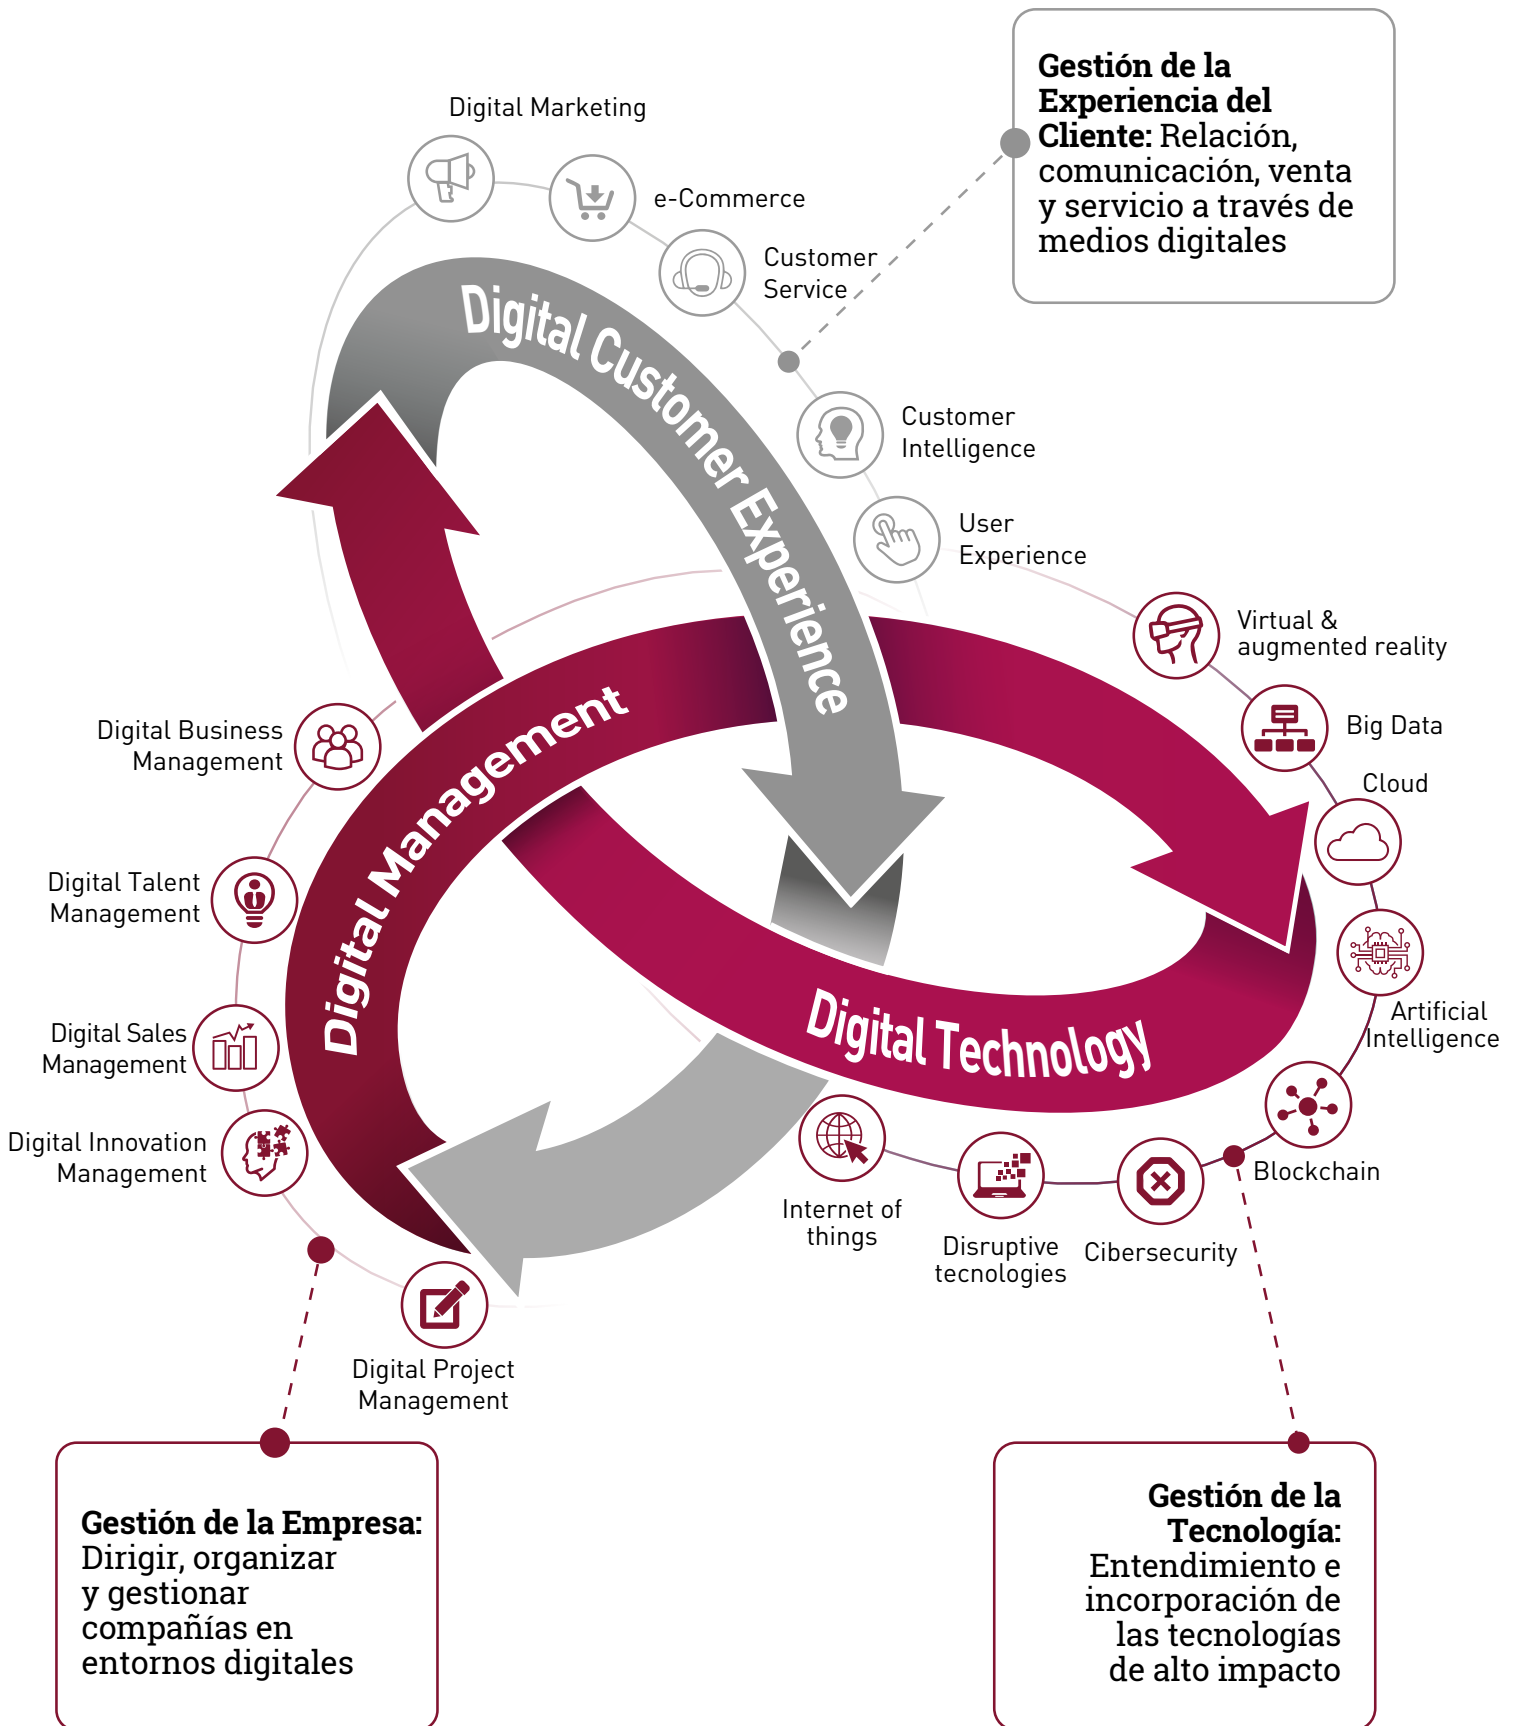 Gestión de la
Experiencia del
Cliente: Relación,
comunicación, venta
y servicio a través de
medios digitales
Digital Marketing
e-Commerce
Customer
Service
Customer
Intelligence
User
Experience
Digital Customer Experience
Virtual &
augmented reality
Big Data
Cloud
Artificial
Intelligence
Blockchain
Cibersecurity
Disruptive
tecnologies
Internet of
things
Digital Technology
Digital Management
Digital Business
Management
Digital Talent
Management
Digital Sales
Management
Digital Innovation
Management
Digital Project
Management
Gestión de la Empresa:
Dirigir, organizar
y gestionar
compañías en
entornos digitales
Gestión de la
Tecnología:
Entendimiento e
incorporación de
las tecnologías
de alto impacto